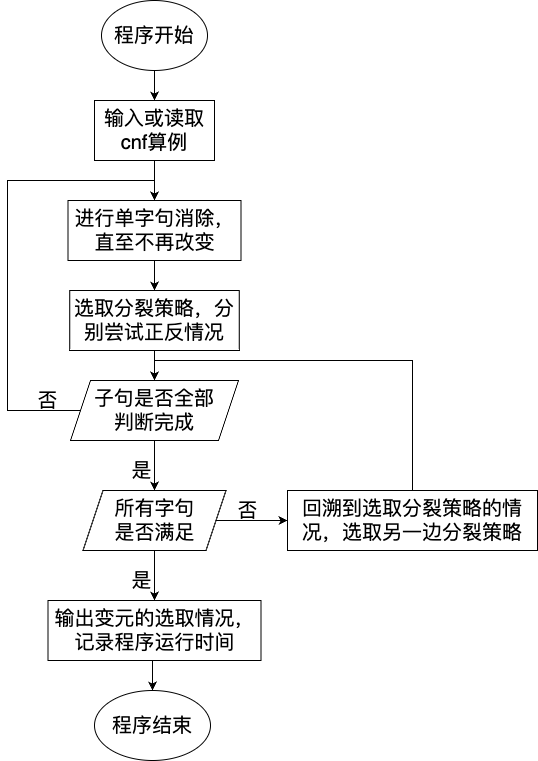 程序开始
输入或读取
cnf算例
进行单字句消除，
直至不再改变
选取分裂策略，分
别尝试正反情况
否
子句是否全部
判断完成
是
所有字句
是否满足
否
回溯到选取分裂策略的情
况，选取另一边分裂策略
是
输出变元的选取情况，
记录程序运行时间
程序结束